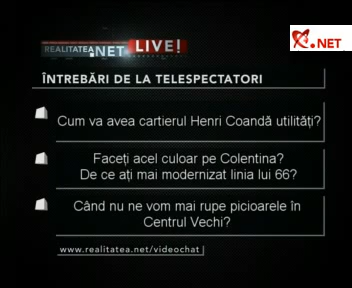 REALITATEA.NET LIVE!
.NET
ÎNTREBĂRI DE LA TELESPECTATORI
Cum va avea cartierul Henri Coandă utilități?
Faceți acel culoar pe Colentina?
De ce ați mai modernizat linia lui 66?
Când nu ne vom mai rupe picioarele în
Centrul Vechi?
www.realitatea.net/videochat